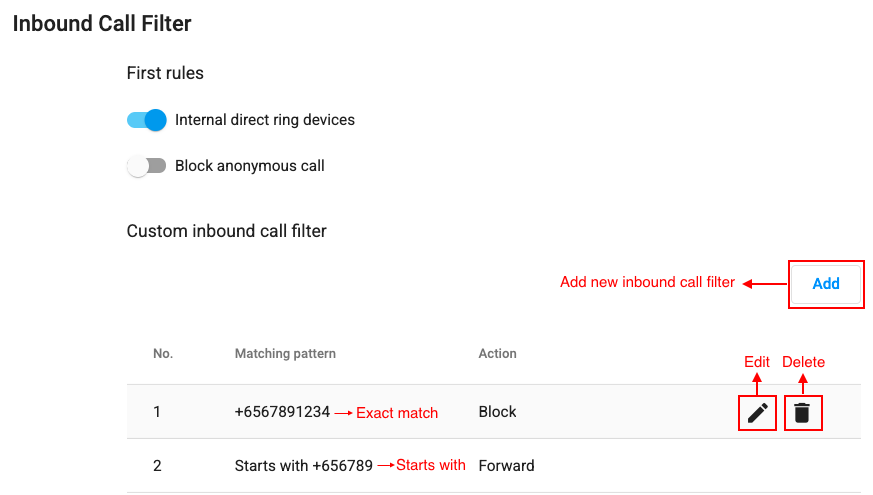 Inbound Call Filter
First rules
Internal direct ring devices
Block anonymous call
Custom inbound call filter
Add new inbound call filter Add
No. Matching pattern Action Edit Delete
1 +6567891234 Exact match Block
2 Starts with +656789 Starts with Forward